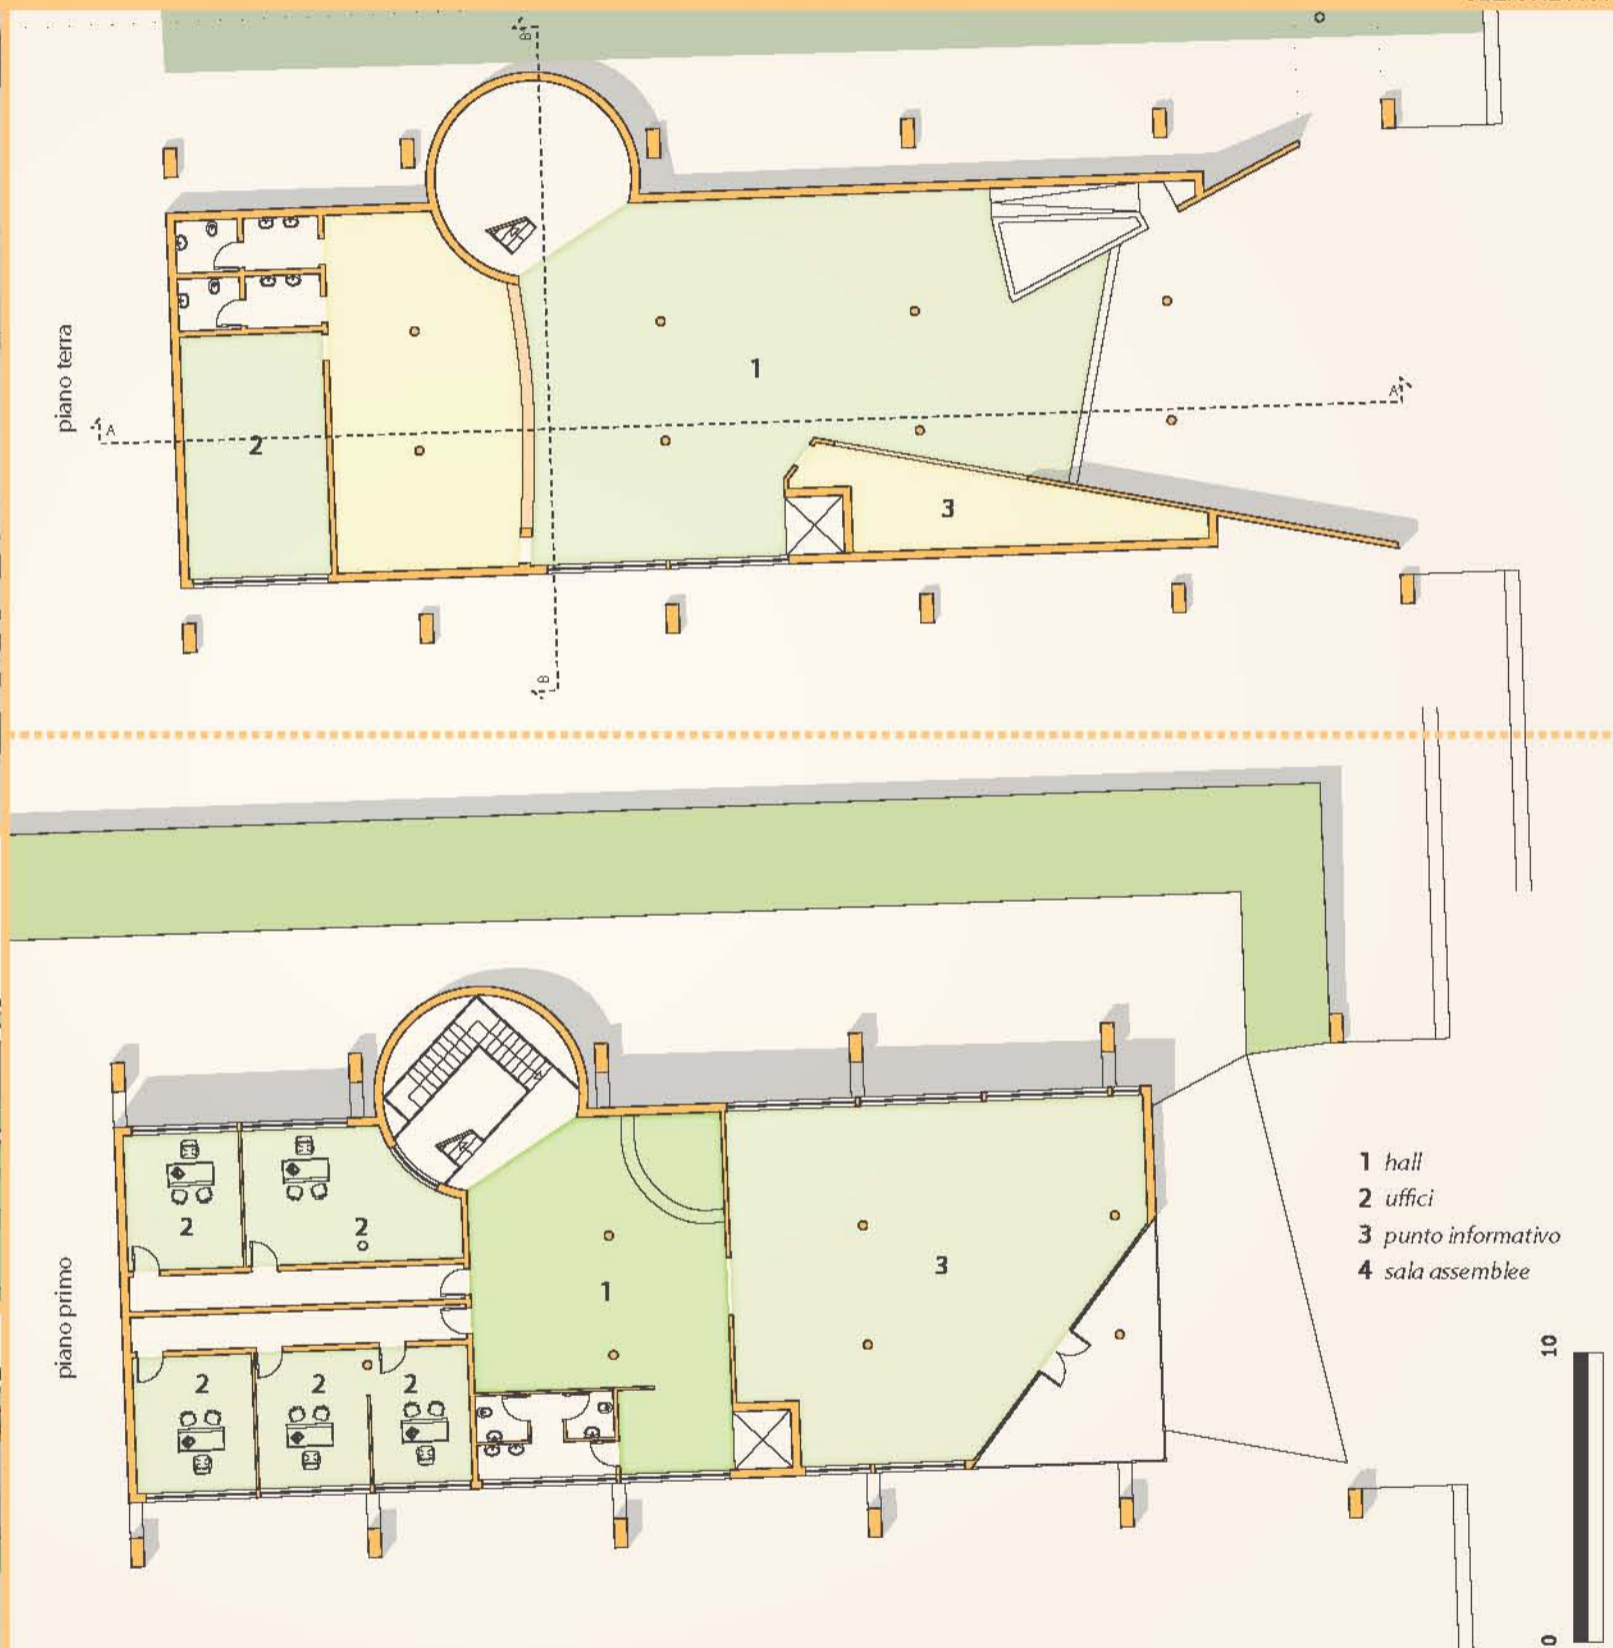 B
piano terra
1
A
A
2
3
B
1 hall
2 uffici
3 punto informativo
4 sala assemblee
piano primo
2
2
1
3
2
2
2
10
0